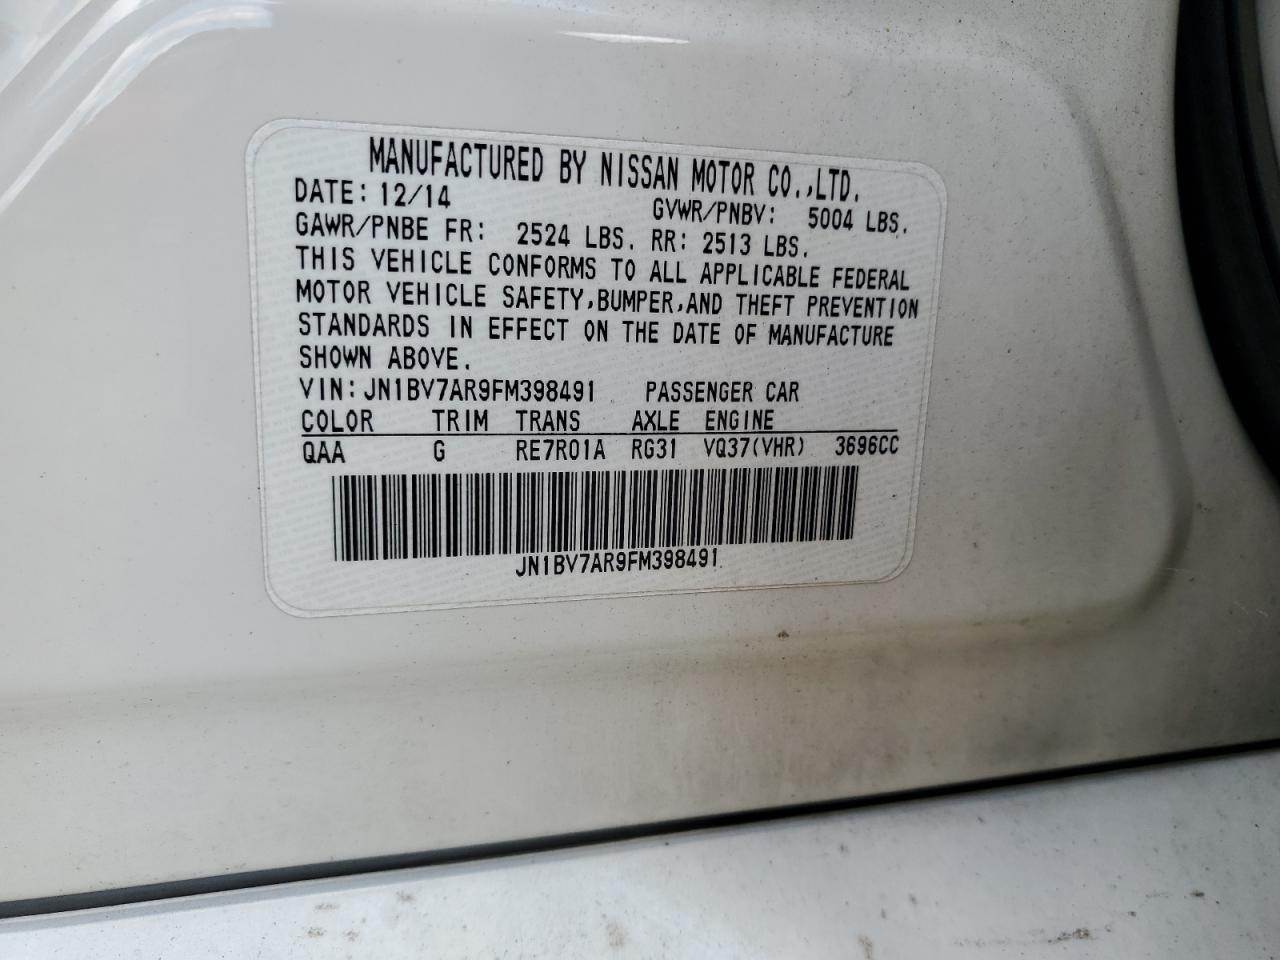 MANUFACTURED BY NISSAN MOTOR CO.,LTD.
DATE: 12/14 GVWR/PNBV: 5004 LBS.
GAWR/PNBE FR: 2524 LBS. RR: 2513 LBS.
THIS VEHICLE CONFORMS TO ALL APPLICABLE FEDERAL
MOTOR VEHICLE SAFETY,BUMPER,AND THEFT PREVENTION
STANDARDS IN EFFECT ON THE DATE OF MANUFACTURE
SHOWN ABOVE.
VIN:JN1BV7AR9FM398491 PASSENGER CAR
COLOR TRIM TRANS AXLE ENGINE
QAA G RE7R01A RG31 VQ37(VHR) 3696CC
JN1BV7AR9FM398491